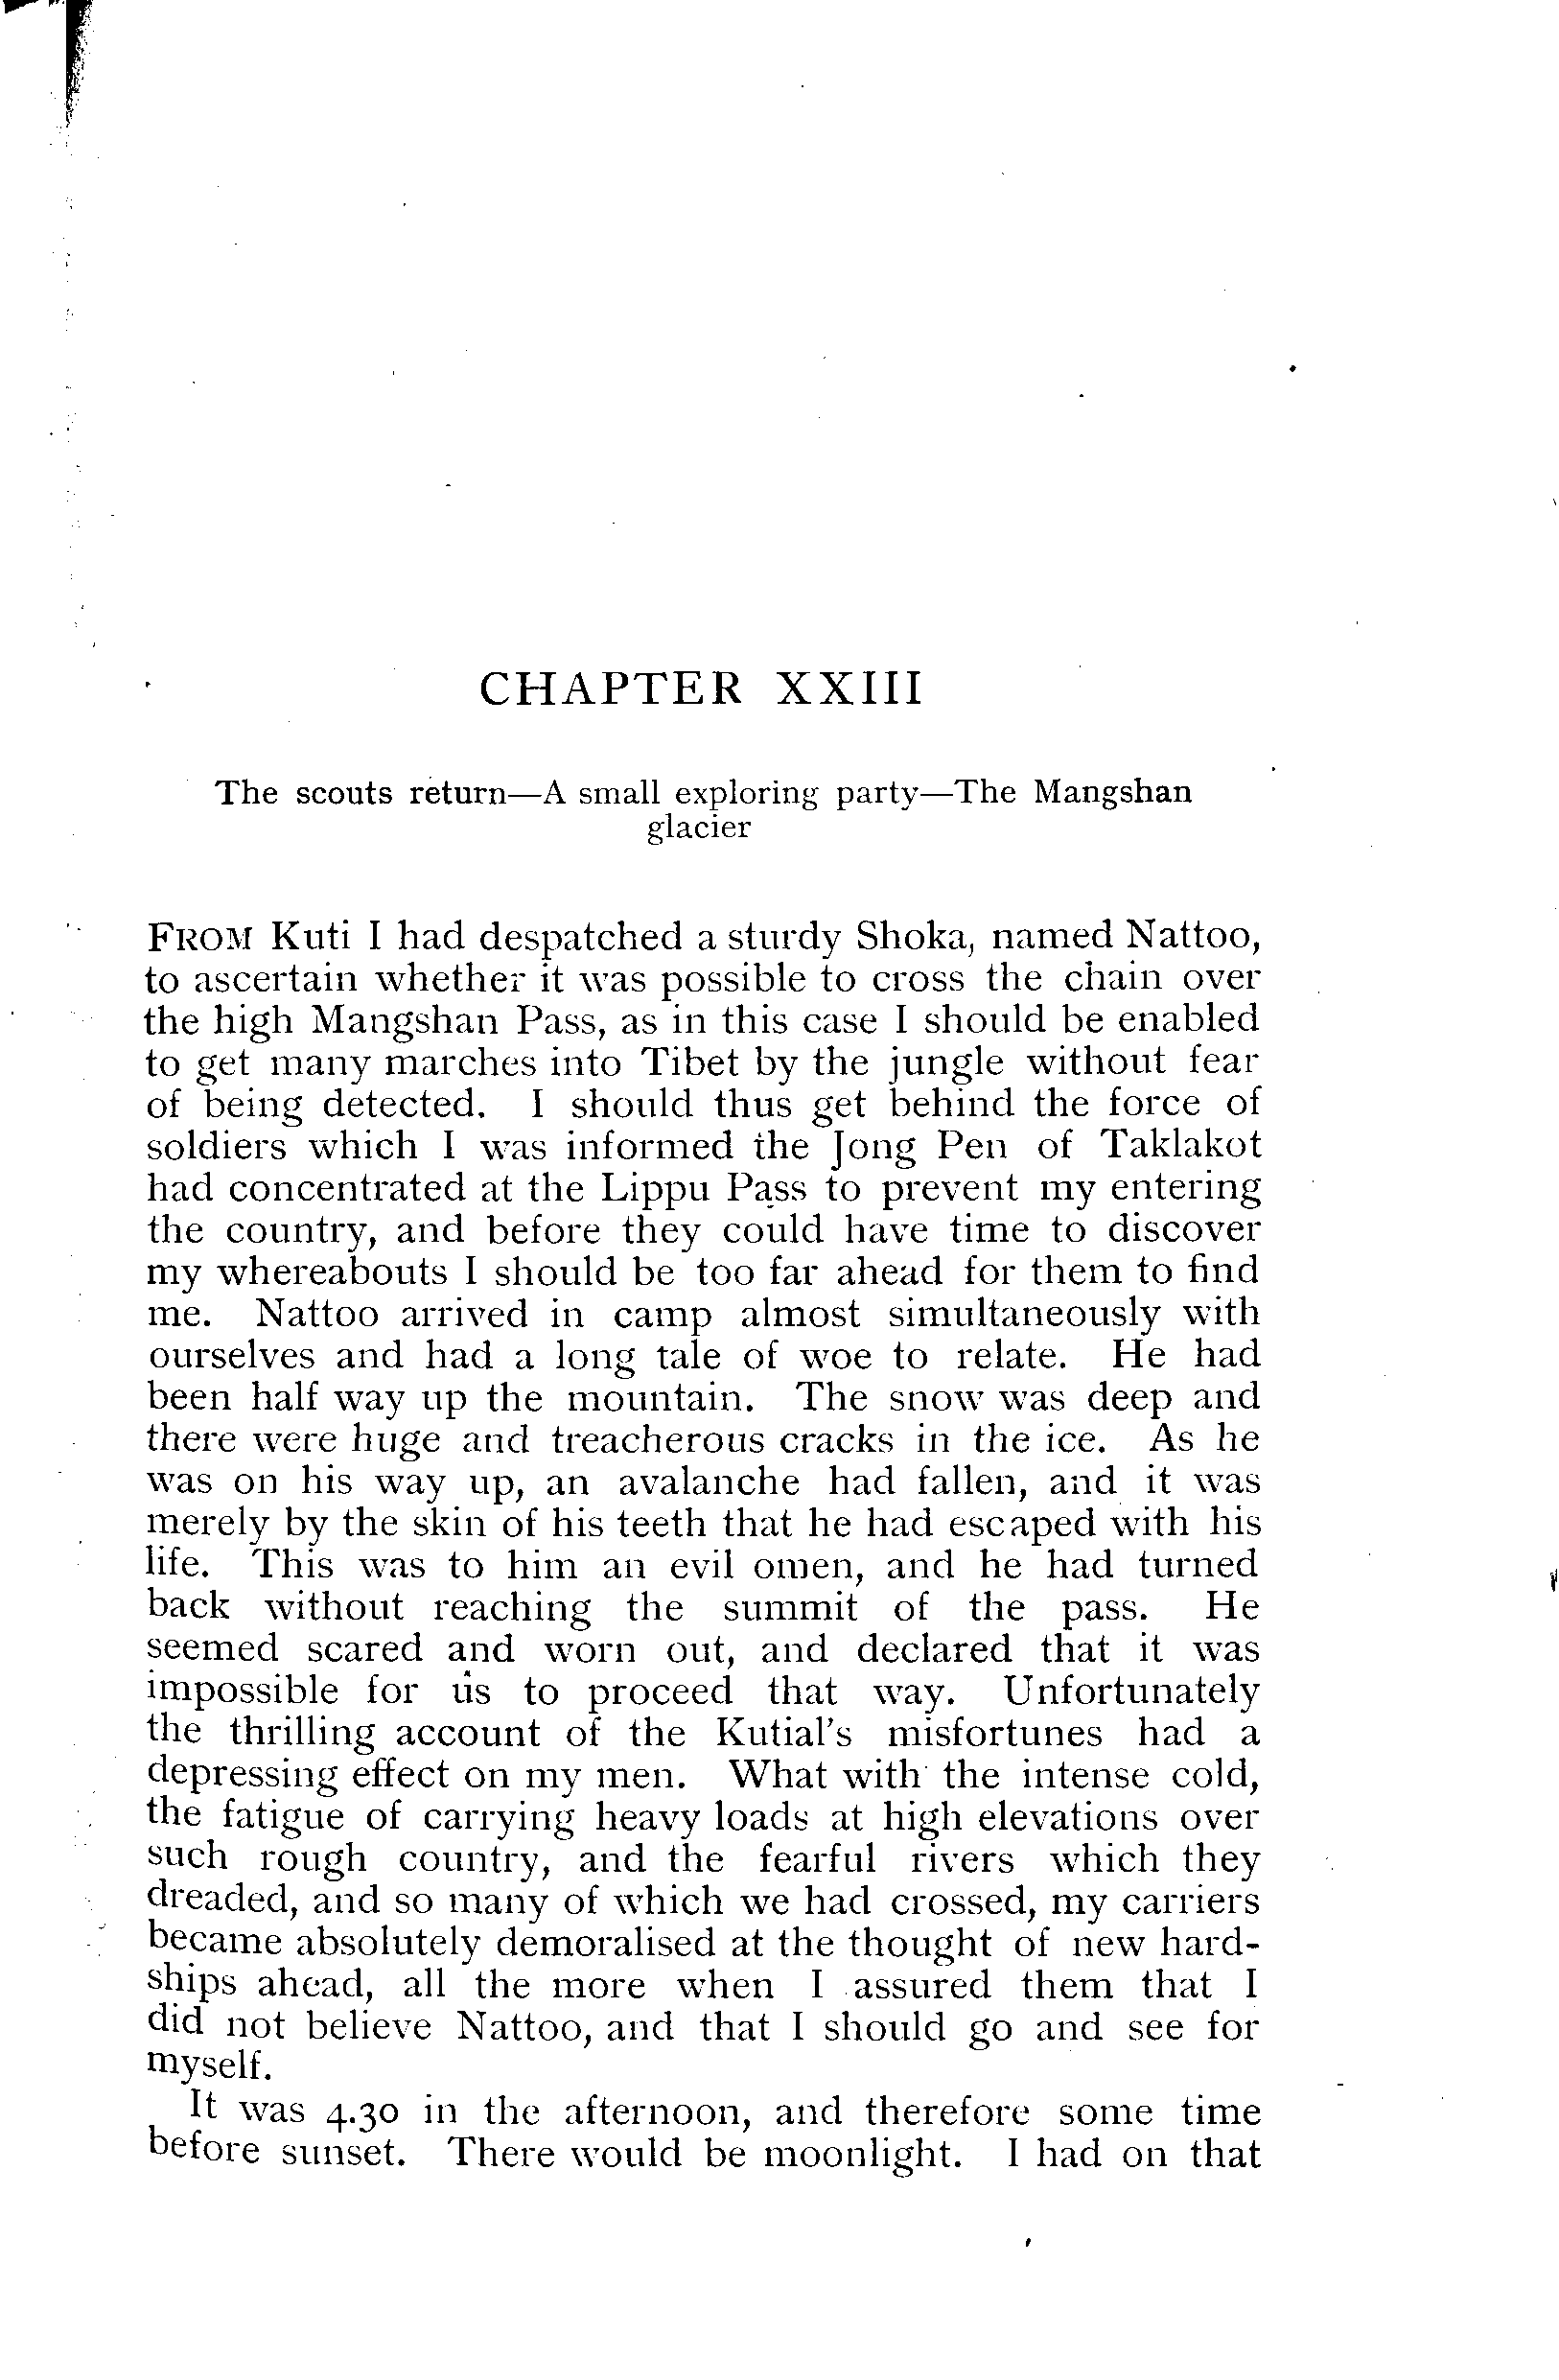 CHAPTER XXIII
The scouts return—A small exploring party—The Mangshan
glacier
FROM Kuti I had despatched a sturdy Shoka, named Nattoo,
to ascertain whether it was possible to cross the chain over
the high Mangshan Pass, as in this case I should be enabled
to get many marches into Tibet by the jungle without fear
of being detected. I should thus get behind the force of
soldiers which I was informed the Jong Pen of Taklakot
had concentrated at the Lippu Pass to prevent my entering
the country, and before they could have time to discover
my whereabouts I should be too far ahead for them to find
me. Nattoo arrived in camp almost simultaneously with
ourselves and had a long tale of woe to relate. He had
been half way up the mountain. The snow was deep and
there were huge and treacherous cracks in the ice. As he
was on his way up, an avalanche had fallen, and it was
merely by the skin of his teeth that he had escaped with his
life. This was to him an evil omen, and he had turned
back without reaching the summit of the pass. He
seemed scared and worn out, and declared that it was
impossible for us to proceed that way. Unfortunately
the thrilling account of the Kutial's misfortunes had a
depressing effect on my men. What with the intense cold,
the fatigue of carrying heavy loads at high elevations over
such rough country, and the fearful rivers which they
dreaded, and so many of which we had crossed, my carriers
became absolutely demoralised at the thought of new hard-
ships ahead, all the more when I assured them that I
did not believe Nattoo, and that I should go and see for
myself.
It was 4.30 in the afternoon, and therefore some time
before sunset. There would be moonlight. I had on that